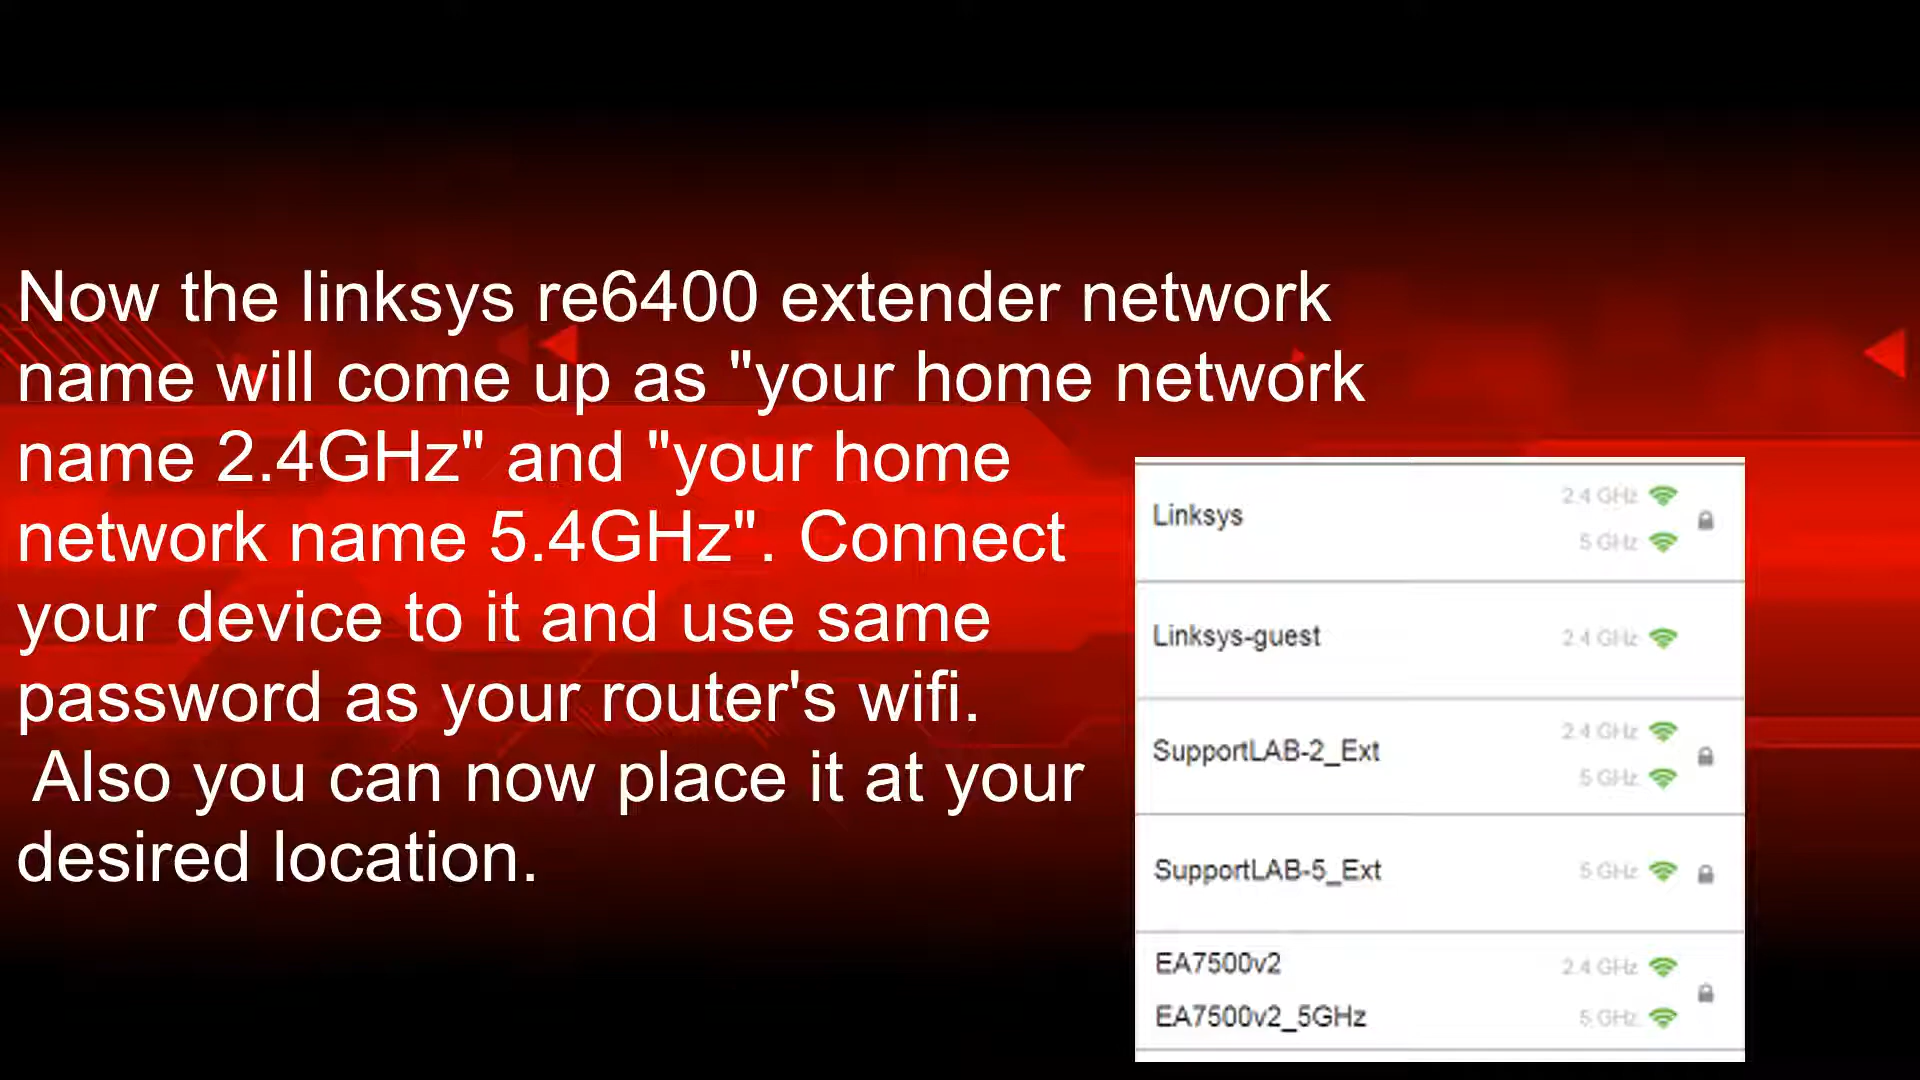 Now the linksys re6400 extender network
name will come up as "your home network
name 2.4GHz" and "your home
network name 5.4GHz". Connect
your device to it and use same
password as your router's wifi.
Also you can now place it at your
desired location.
Linksys
2.4 GHz
5 GHz
Linksys-guest
2.4 GHz
SupportLAB-2_Ext
2.4 GHz
5 GHz
SupportLAB-5_Ext
5 GHz
EA7500v2
2.4 GHz
EA7500v2_5GHz
5 GHz